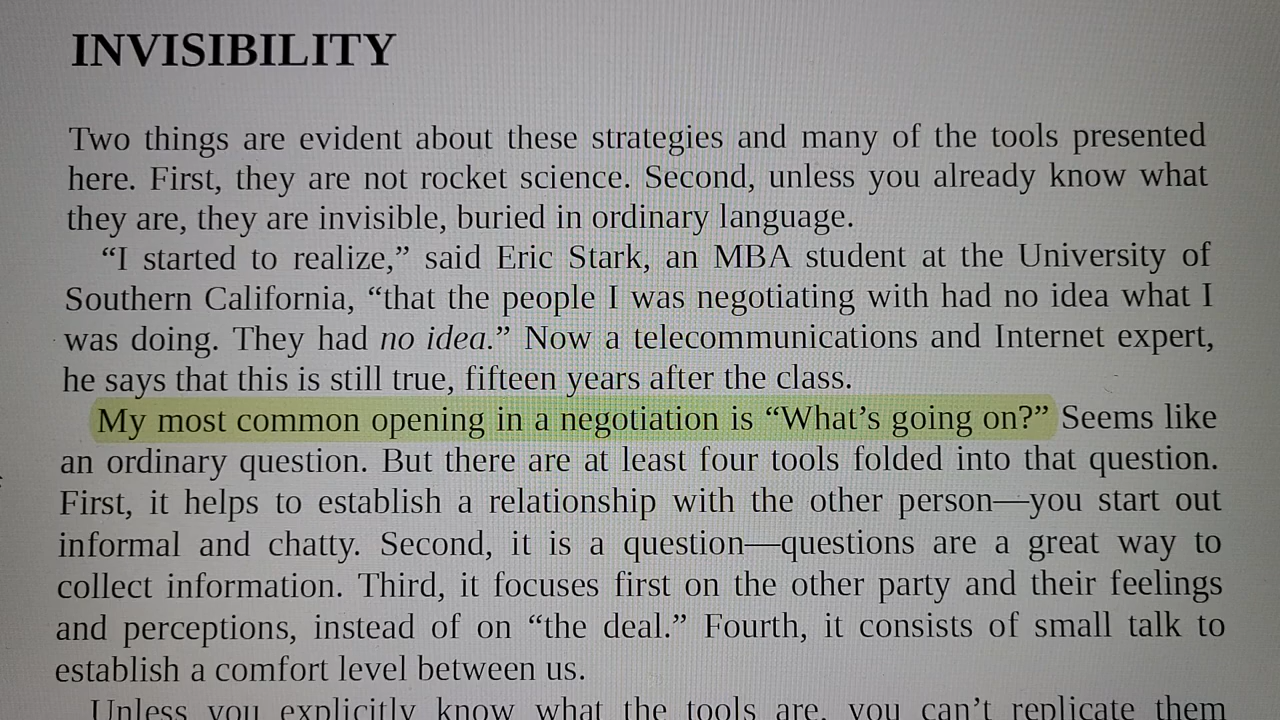 INVISIBILITY
Two things are evident about these strategies and many of the tools presented
here. First, they are not rocket science. Second, unless you already know what
they are, they are invisible, buried in ordinary language.
“I started to realize,” said Eric Stark, an MBA student at the University of
Southern California, “that the people I was negotiating with had no idea what I
was doing. They had no idea.” Now a telecommunications and Internet expert,
he says that this is still true, fifteen years after the class.
My most common opening in a negotiation is “What’s going on?” Seems like
an ordinary question. But there are at least four tools folded into that question.
First, it helps to establish a relationship with the other person—you start out
informal and chatty. Second, it is a question—questions are a great way to
collect information. Third, it focuses first on the other party and their feelings
and perceptions, instead of on “the deal.” Fourth, it consists of small talk to
establish a comfort level between us.
Unless you explicitly know what the tools are, you can’t replicate them